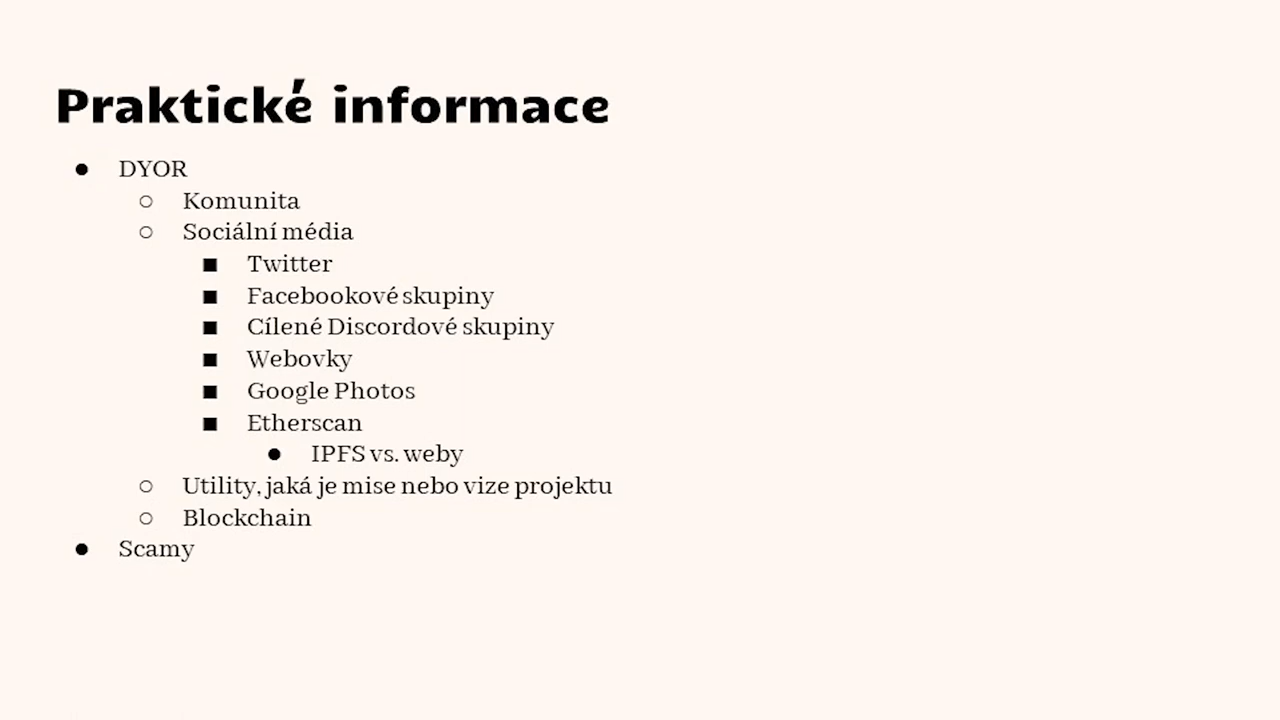 Praktické informace
● DYOR
○ Komunita
○ Sociální média
■ Twitter
■ Facebookové skupiny
■ Cílené Discordové skupiny
■ Webovky
■ Google Photos
■ Etherscan
● IPFS vs. weby
○ Utility, jaká je mise nebo vize projektu
○ Blockchain
● Scamy